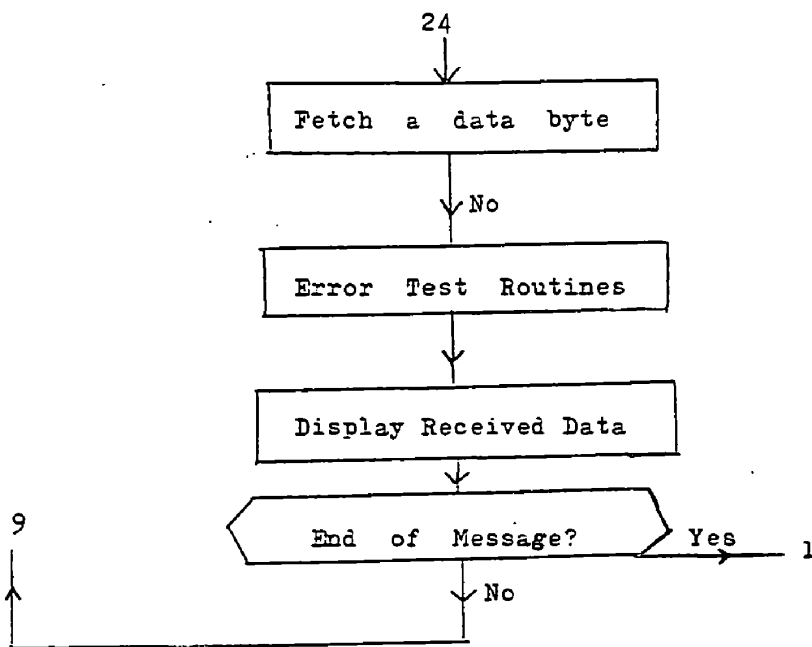 24
Fetch a data byte
No
Error Test Routines
Display Received Data
9
End of Message?
Yes
1
No